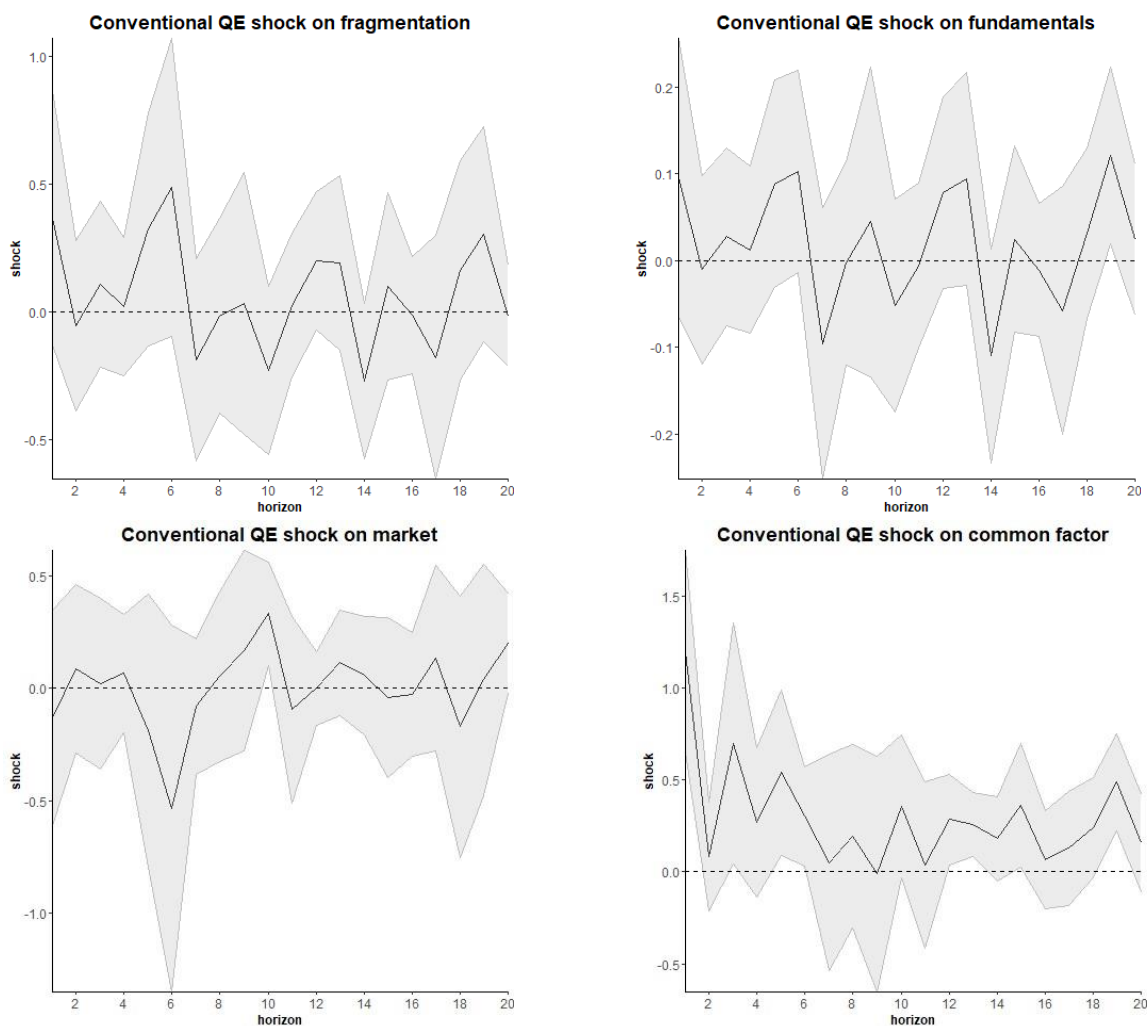 Conventional QE shock on fragmentation
1.0
0.5
0.0
-0.5
shock
2 4 6 8 10 12 14 16 18 20
horizon
Conventional QE shock on fundamentals
0.2
0.1
0.0
-0.1
-0.2
shock
2 4 6 8 10 12 14 16 18 20
horizon
Conventional QE shock on market
0.5
0.0
-0.5
-1.0
shock
2 4 6 8 10 12 14 16 18 20
horizon
Conventional QE shock on common factor
1.5
1.0
0.5
0.0
-0.5
shock
2 4 6 8 10 12 14 16 18 20
horizon